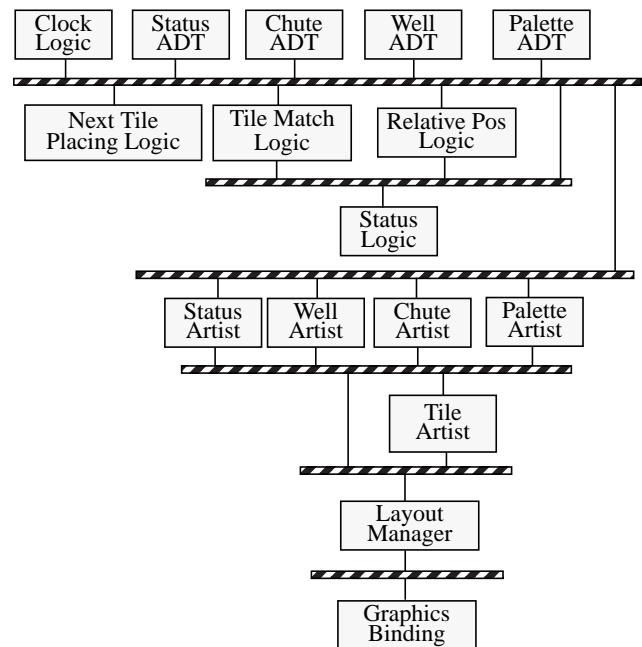 Clock
Logic
Status
ADT
Chute
ADT
Well
ADT
Palette
ADT
Next Tile
Placing Logic
Tile Match
Logic
Relative Pos
Logic
Status
Logic
Status
Artist
Well
Artist
Chute
Artist
Palette
Artist
Tile
Artist
Layout
Manager
Graphics
Binding